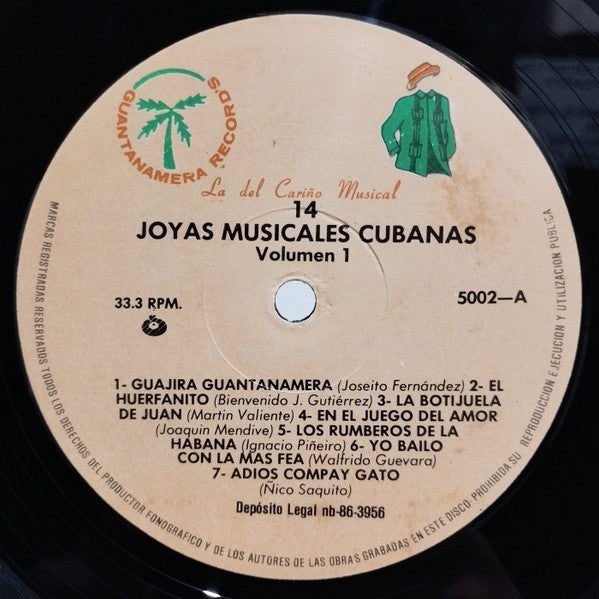 GUANTANAMERA RECORD'S
La del Cariño Musical
14
JOYAS MUSICALES CUBANAS
Volumen 1
33.3 RPM.
5002—A
1- GUAJIRA GUANTANAMERA (Joseito Fernández) 2- EL
HUERFANITO (Bienvenido J. Gutiérrez) 3- LA BOTIJUELA
DE JUAN (Martin Valiente) 4- EN EL JUEGO DEL AMOR
(Joaquin Mendive) 5- LOS RUMBEROS DE LA
HABANA (Ignacio Piñeiro) 6- YO BAILO
CON LA MAS FEA (Walfrido Guevara)
7- ADIOS COMPAY GATO
(Ñico Saquito)
Depósito Legal nb-86-3956
MARCAS REGISTRADAS RESERVADOS TODOS LOS DERECHOS DEL PRODUCTOR FONOGRAFICO Y DE LOS AUTORES DE LAS OBRAS GRABADAS EN ESTE DISCO: PROHIBIDA SU REPRODUCCION EJECUCION Y UTILIZACION PUBLICA